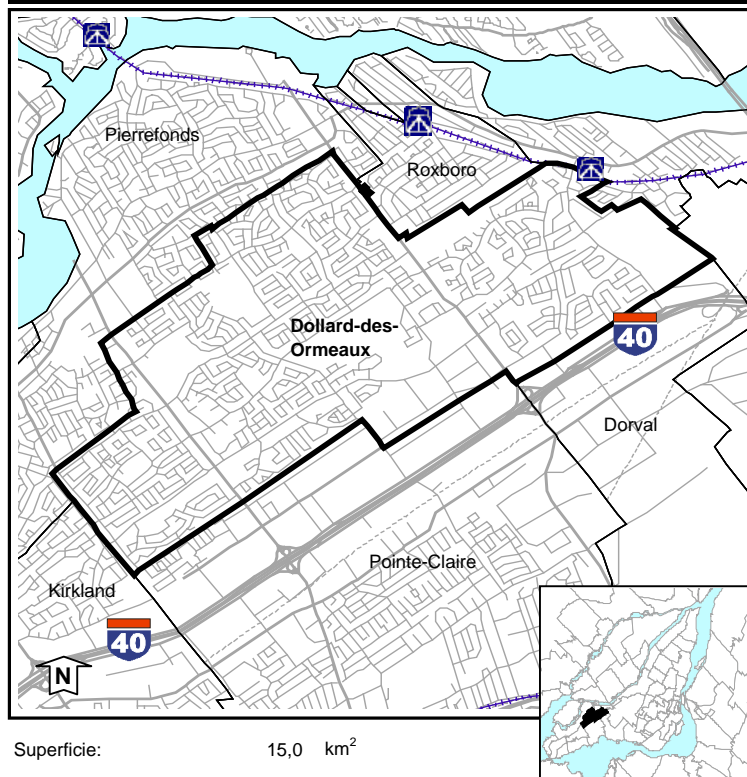 Pierrefonds
Roxboro
Dollard-des-
Ormeaux
40
Dorval
Pointe-Claire
Kirkland
40
N
Superficie: 15,0 km²